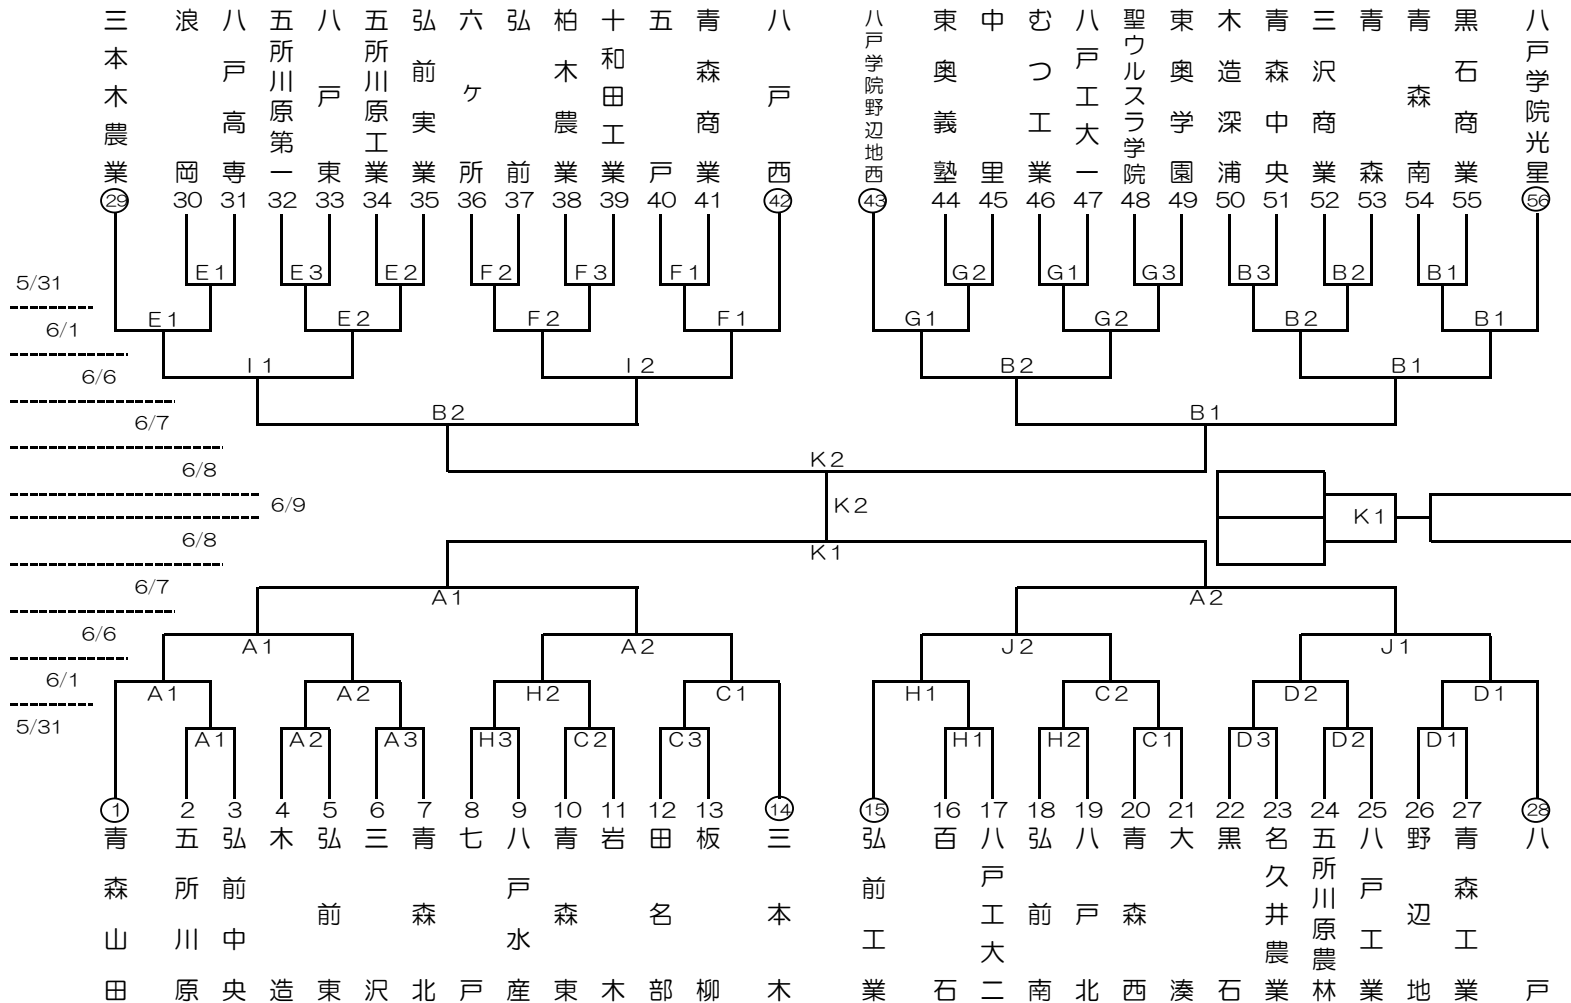 三本木農業
浪岡
八戸高専
五所川原第一
八戸東
五所川原工業
弘前実業
六ヶ所
弘前
柏木農業
十和田工業
五戸
青森商業
八戸西
八戸学院野辺地西
東奥義塾
中里
むつ工業
八戸工大一
聖ウルスラ学院
東奥学園
木造深浦
青森中央
三沢商業
青森
青森南
黒石商業
八戸学院光星
29 30 31 32 33 34 35 36 37 38 39 40 41 42 43 44 45 46 47 48 49 50 51 52 53 54 55 56
E1 E3 E2 F2 F3 F1 G2 G1 G3 B3 B2 B1
5/31
E1 E2 F2 F1 G1 G2 B2 B1
6/1
I1 I2 B2 B1
6/6
B2 B1
6/7
K2
6/8
6/9 K2 K1
6/8
K1
6/7
A1 A2
6/6
A1 A2 J2 J1
6/1
A1 A2 H2 C1 H1 C2 D2 D1
5/31
A1 A2 A3 H3 C2 C3 H1 H2 C1 D3 D2 D1
1 2 3 4 5 6 7 8 9 10 11 12 13 14 15 16 17 18 19 20 21 22 23 24 25 26 27 28
青森山田
五所川原
弘前中央
木造
弘前東
三沢
青森北
七戸
八戸水産
青森東
岩木
田名部
板柳
三本木
弘前工業
百石
八戸工大二
弘前南
八戸北
青森西
大湊
黒石
名久井農業
五所川原農林
八戸工業
野辺地
青森工業
八戸